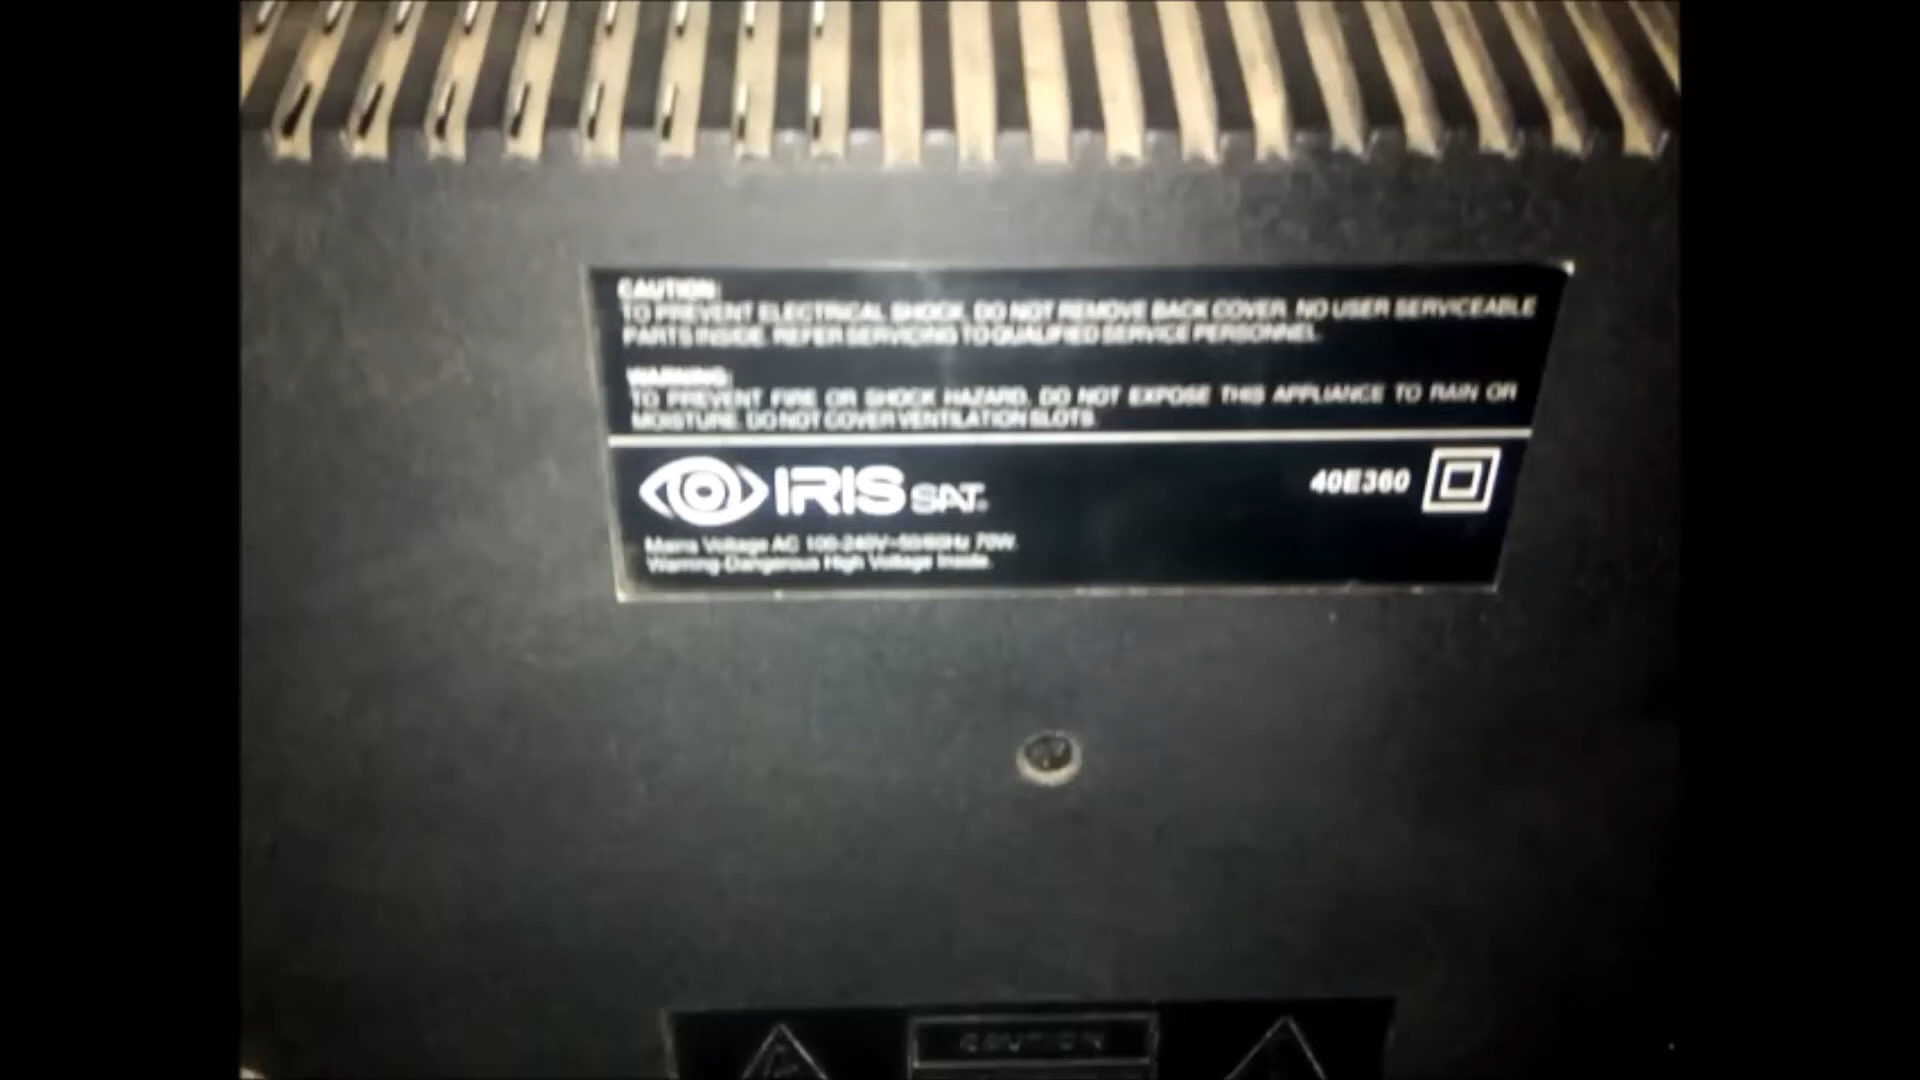 CAUTION:
TO PREVENT ELECTRICAL SHOCK, DO NOT REMOVE BACK COVER. NO USER SERVICEABLE
PARTS INSIDE. REFER SERVICING TO QUALIFIED SERVICE PERSONNEL.
WARNING:
TO PREVENT FIRE OR SHOCK HAZARD, DO NOT EXPOSE THIS APPLIANCE TO RAIN OR
MOISTURE. DO NOT COVER VENTILATION SLOTS.
IRIS SAT
40E360
Mains Voltage AC 100-240V~50/60Hz 70W.
Warning-Dangerous High Voltage Inside.
CAUTION